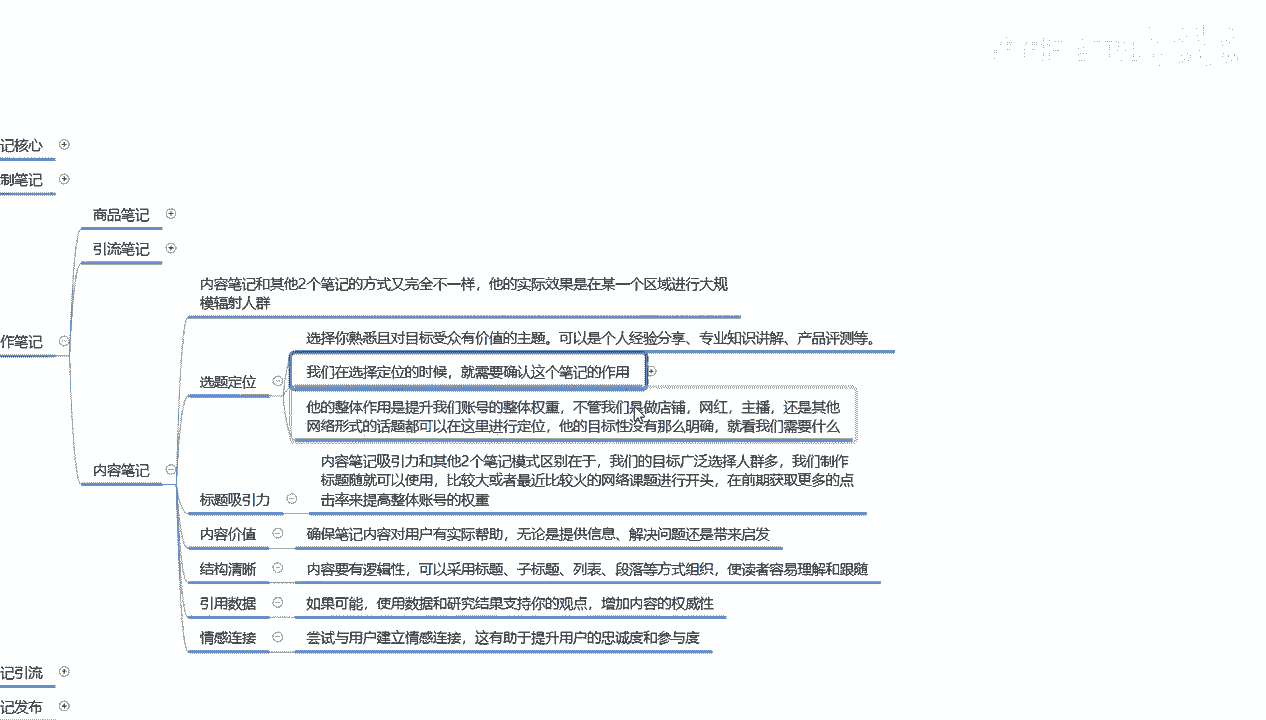 记核心
制笔记
商品笔记
引流笔记
内容笔记和其他2个笔记的方式又完全不一样，他的实际效果是在某一个区域进行大规
模辐射人群
选择你熟悉且对目标受众有价值的主题。可以是个人经验分享、专业知识讲解、产品评测等。
作笔记
我们在选择定位的时候，就需要确认这个笔记的作用
选题定位
他的整体作用是提升我们账号的整体权重，不管我们是做店铺，网红，主播，还是其他
网络形式的话题都可以在这里进行定位，他的目标性没有那么明确，就看我们需要什么
内容笔记
内容笔记吸引力和其他2个笔记模式区别在于，我们的目标广泛选择人群多，我们制作
标题随就可以使用，比较大或者最近比较火的网络课题进行开头，在前期获取更多的点
击率来提高整体账号的权重
标题吸引力
内容价值
确保笔记内容对用户有实际帮助，无论是提供信息、解决问题还是带来启发
结构清晰
内容要有逻辑性，可以采用标题、子标题、列表、段落等方式组织，使读者容易理解和跟随
引用数据
如果可能，使用数据和研究结果支持你的观点，增加内容的权威性
情感连接
尝试与用户建立情感连接，这有助于提升用户的忠诚度和参与度
记引流
记发布